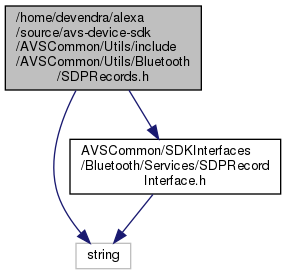 /home/devendra/alexa
/source/avs-device-sdk
/AVSCommon/Utils/include
/AVSCommon/Utils/Bluetooth
/SDPRecords.h
AVSCommon/SDKInterfaces
/Bluetooth/Services/SDPRecord
Interface.h
string